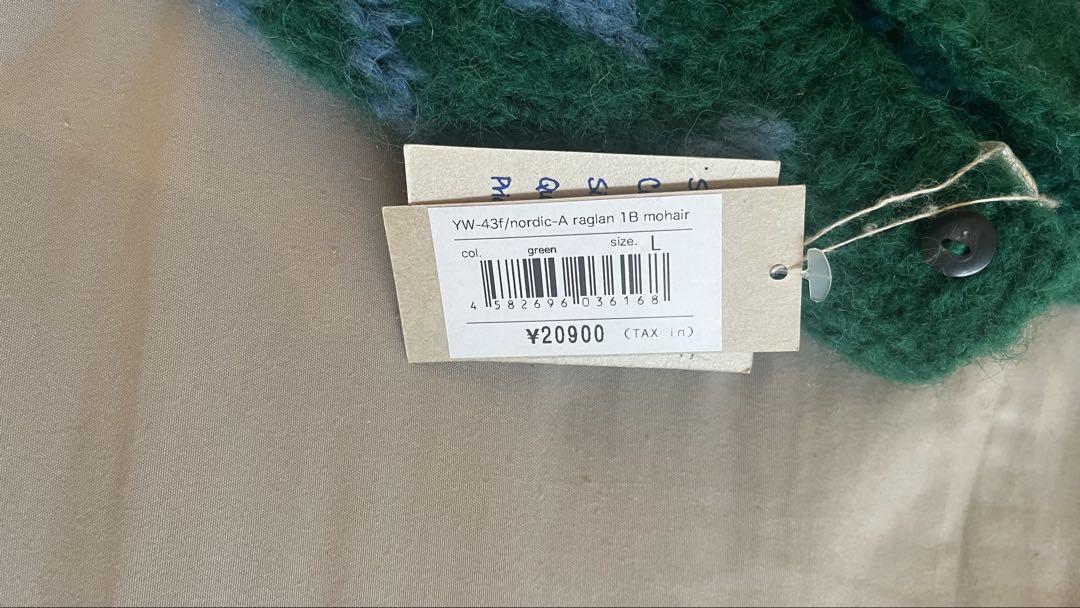 YW-43f/nordic-A raglan 1B mohair
col. green size. L
4 582696 036168
¥20900 (TAX in)